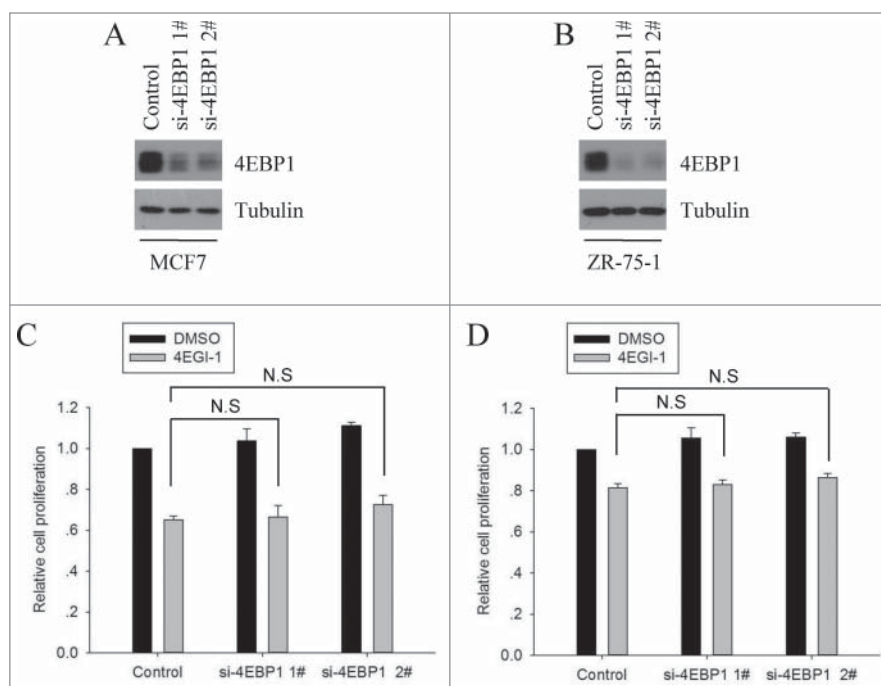 A
Control
si-4EBP1 1#
si-4EBP1 2#
4EBP1
Tubulin
MCF7
B
Control
si-4EBP1 1#
si-4EBP1 2#
4EBP1
Tubulin
ZR-75-1
C
DMSO
4EGI-1
N.S
N.S
Relative cell proliferation
1.2
1.0
.8
.6
.4
.2
0.0
Control
si-4EBP1 1#
si-4EBP1 2#
D
DMSO
4EGI-1
N.S
N.S
Relative cell proliferation
1.2
1.0
.8
.6
.4
.2
0.0
Control
si-4EBP1 1#
si-4EBP1 2#